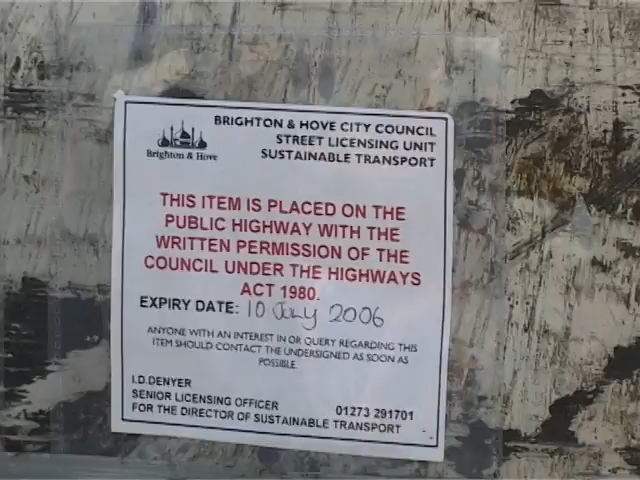 BRIGHTON & HOVE CITY COUNCIL
STREET LICENSING UNIT
SUSTAINABLE TRANSPORT
Brighton & Hove
THIS ITEM IS PLACED ON THE
PUBLIC HIGHWAY WITH THE
WRITTEN PERMISSION OF THE
COUNCIL UNDER THE HIGHWAYS
ACT 1980.
EXPIRY DATE: 10 July 2006
ANYONE WITH AN INTEREST IN OR QUERY REGARDING THIS
ITEM SHOULD CONTACT THE UNDERSIGNED AS SOON AS
POSSIBLE.
I.D.DENYER
SENIOR LICENSING OFFICER 01273 291701
FOR THE DIRECTOR OF SUSTAINABLE TRANSPORT